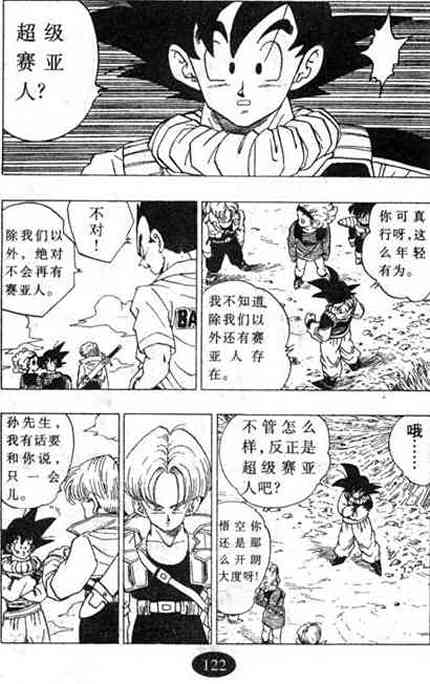 超级
赛亚
人?
你可真
行呀,这
么年轻
有为。
我不知道,
除我们以
外还有赛
亚人存
在。
不
对!
除我们以
外,绝对
不会再有
赛亚人。
BA
哦
……
不管怎么
样,反正是
超级赛亚
人吧?
悟空你
还是那
么开朗
大度呀!
孙先生,
我有话要
和你说,
只一会
儿。
122